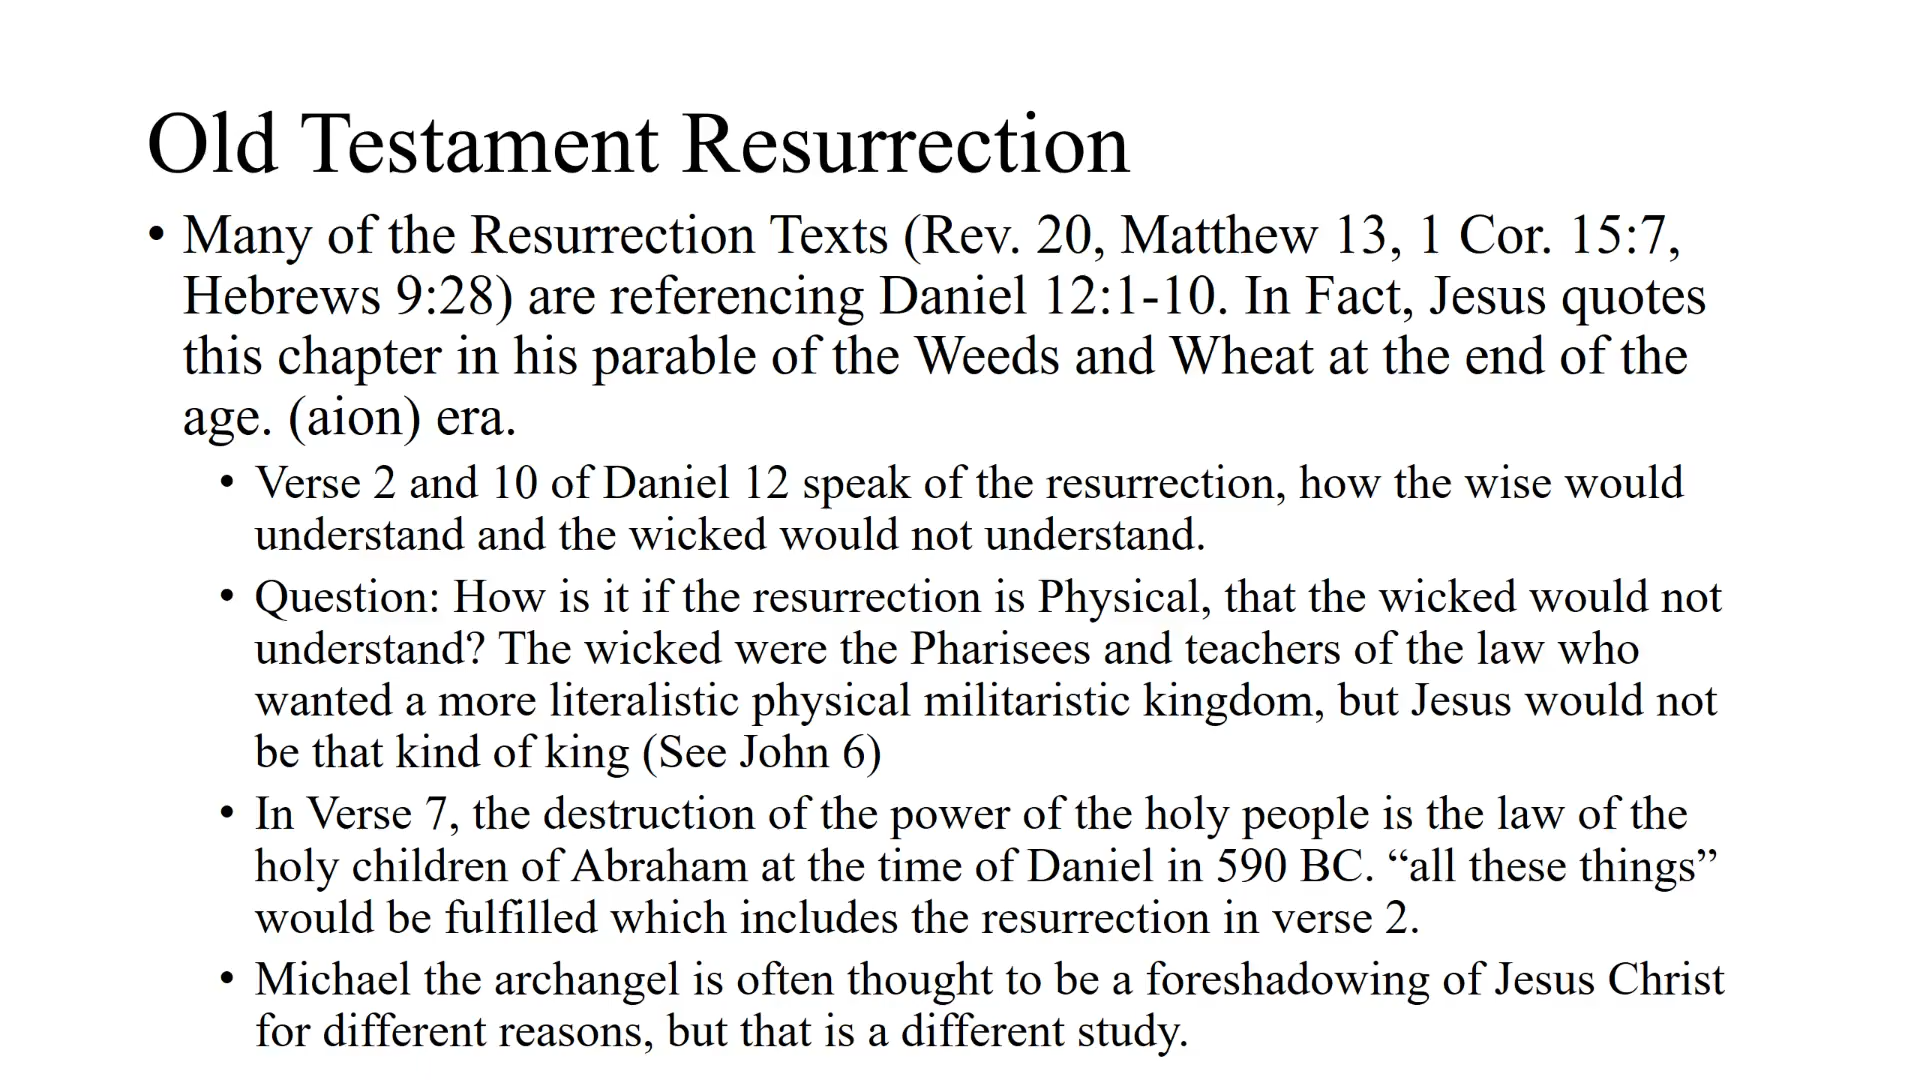 Old Testament Resurrection
• Many of the Resurrection Texts (Rev. 20, Matthew 13, 1 Cor. 15:7,
Hebrews 9:28) are referencing Daniel 12:1-10. In Fact, Jesus quotes
this chapter in his parable of the Weeds and Wheat at the end of the
age. (aion) era.
• Verse 2 and 10 of Daniel 12 speak of the resurrection, how the wise would
understand and the wicked would not understand.
• Question: How is it if the resurrection is Physical, that the wicked would not
understand? The wicked were the Pharisees and teachers of the law who
wanted a more literalistic physical militaristic kingdom, but Jesus would not
be that kind of king (See John 6)
• In Verse 7, the destruction of the power of the holy people is the law of the
holy children of Abraham at the time of Daniel in 590 BC. “all these things”
would be fulfilled which includes the resurrection in verse 2.
• Michael the archangel is often thought to be a foreshadowing of Jesus Christ
for different reasons, but that is a different study.